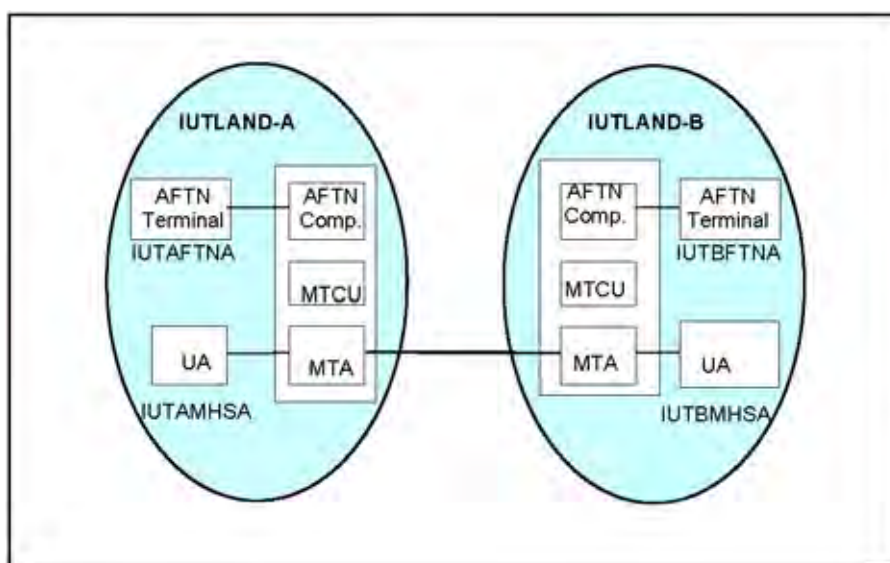 IUTLAND-A
AFTN
Terminal
IUTAFTNA
AFTN
Comp.
MTCU
UA
MTA
IUTAMHSA
IUTLAND-B
AFTN
Comp.
AFTN
Terminal
IUTBFTNA
MTCU
MTA
UA
IUTBMHSA